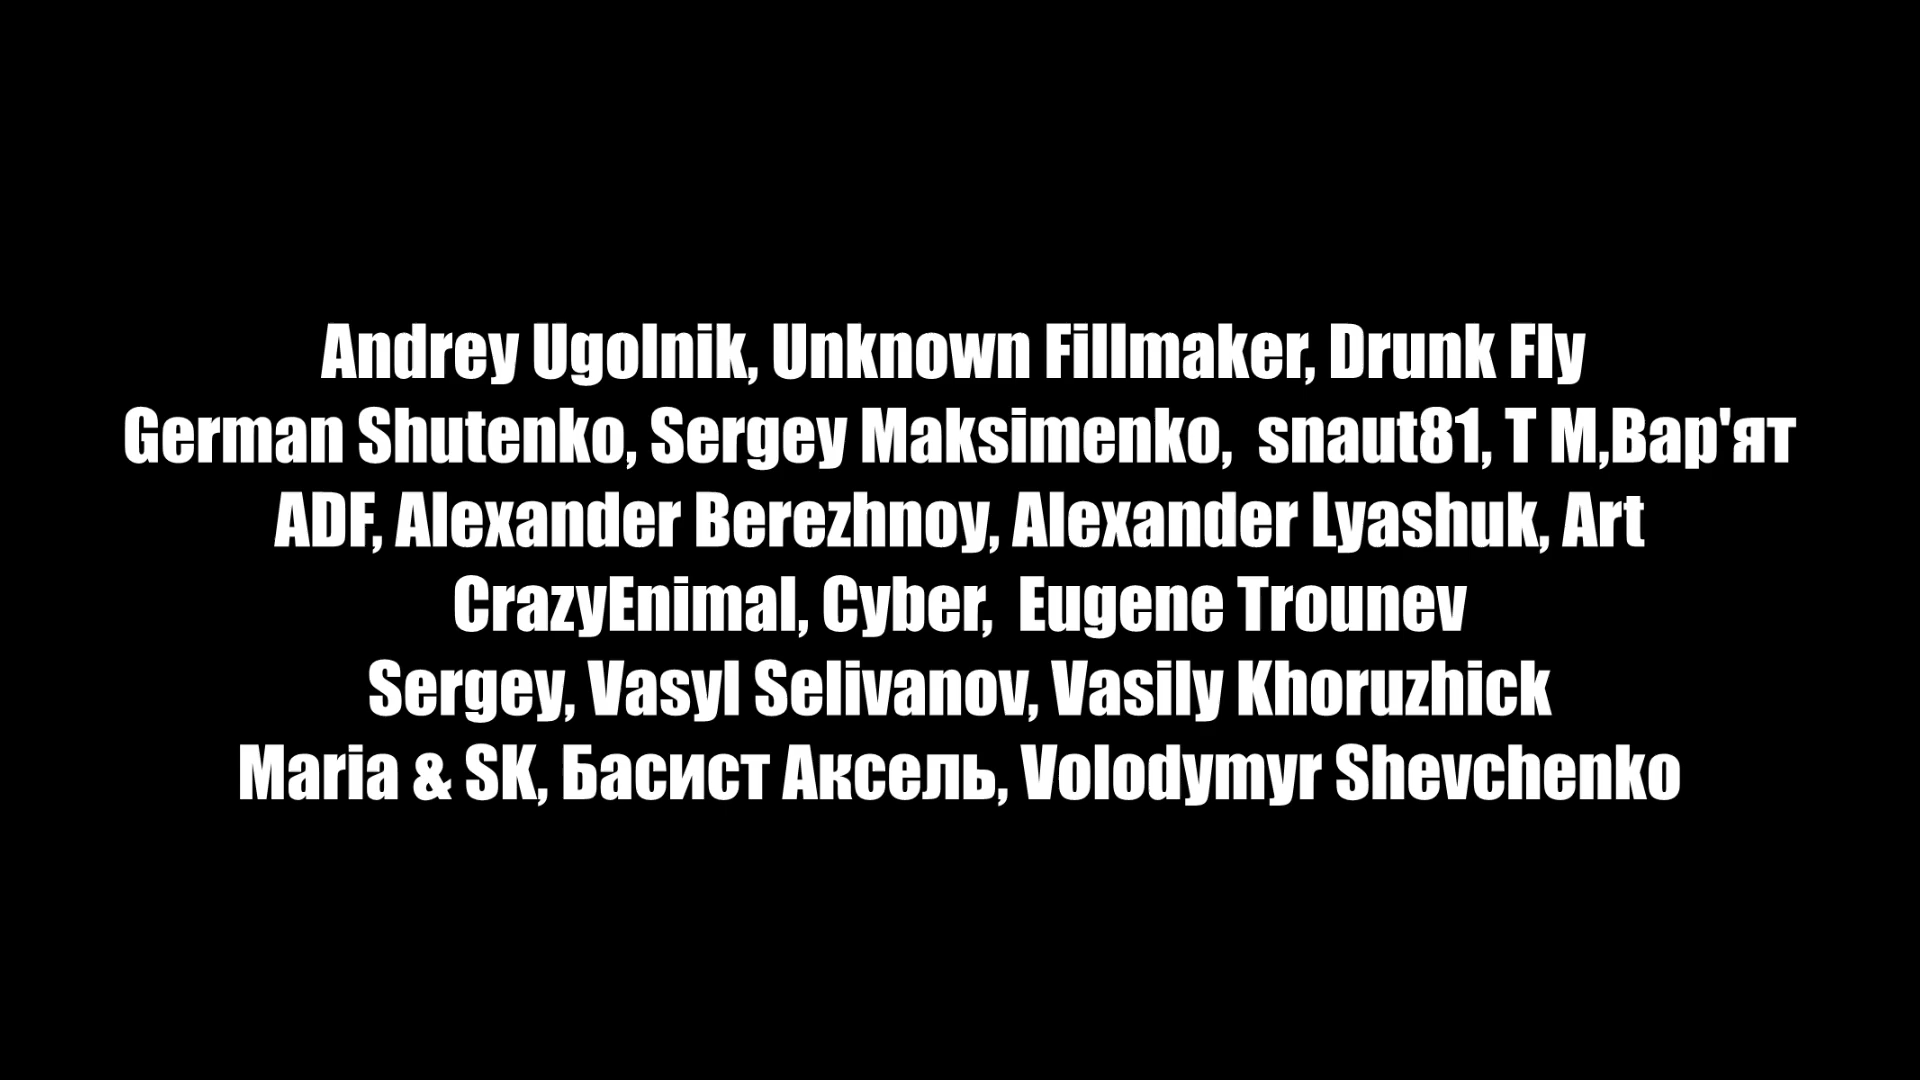 Andrey Ugolnik, Unknown Fillmaker, Drunk Fly
German Shutenko, Sergey Maksimenko,  snaut81, T M,Вар'ят
ADF, Alexander Berezhnoy, Alexander Lyashuk, Art
CrazyEnimal, Cyber,  Eugene Trounev
Sergey, Vasyl Selivanov, Vasily Khoruzhick
Maria & SK, Басист Аксель, Volodymyr Shevchenko